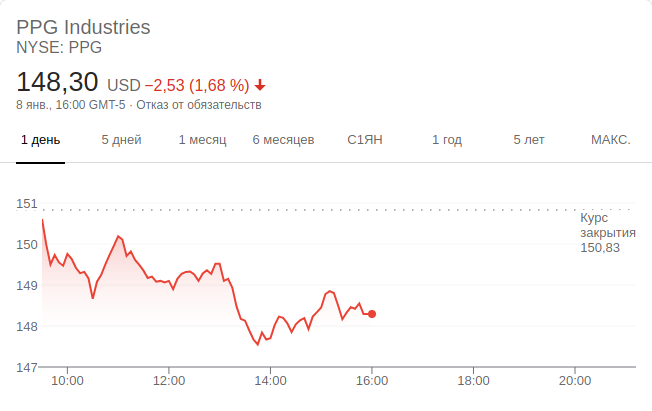 PPG Industries
NYSE: PPG
148,30 USD −2,53 (1,68 %)
8 янв., 16:00 GMT-5 · Отказ от обязательств
1 день 5 дней 1 месяц 6 месяцев С1ЯН 1 год 5 лет МАКС.
151
Курс
закрытия
150,83
150
149
148
147
10:00 12:00 14:00 16:00 18:00 20:00